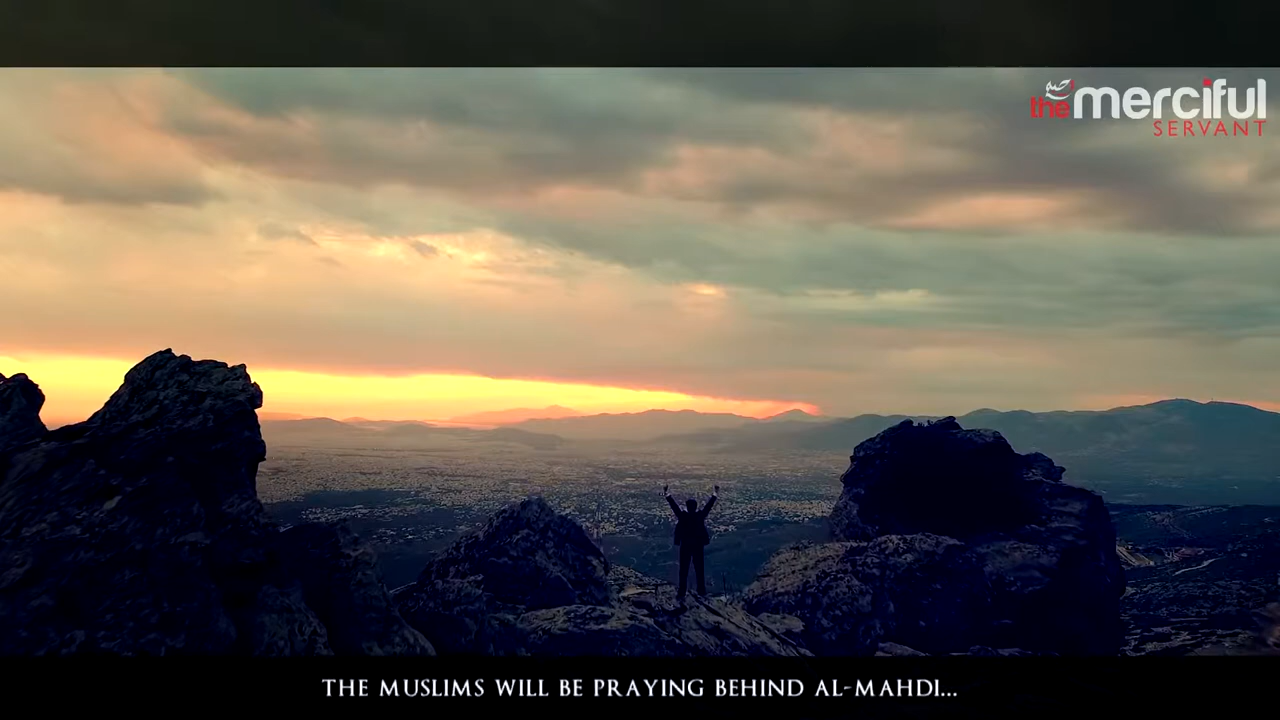 the merciful
SERVANT
THE MUSLIMS WILL BE PRAYING BEHIND AL-MAHDI...